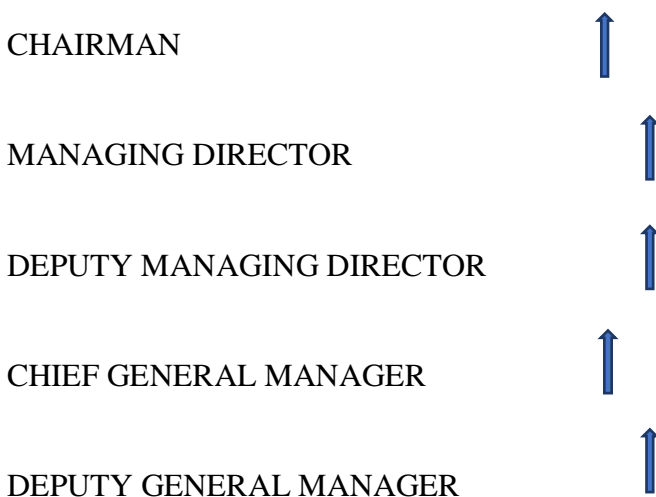 CHAIRMAN
MANAGING DIRECTOR
DEPUTY MANAGING DIRECTOR
CHIEF GENERAL MANAGER
DEPUTY GENERAL MANAGER